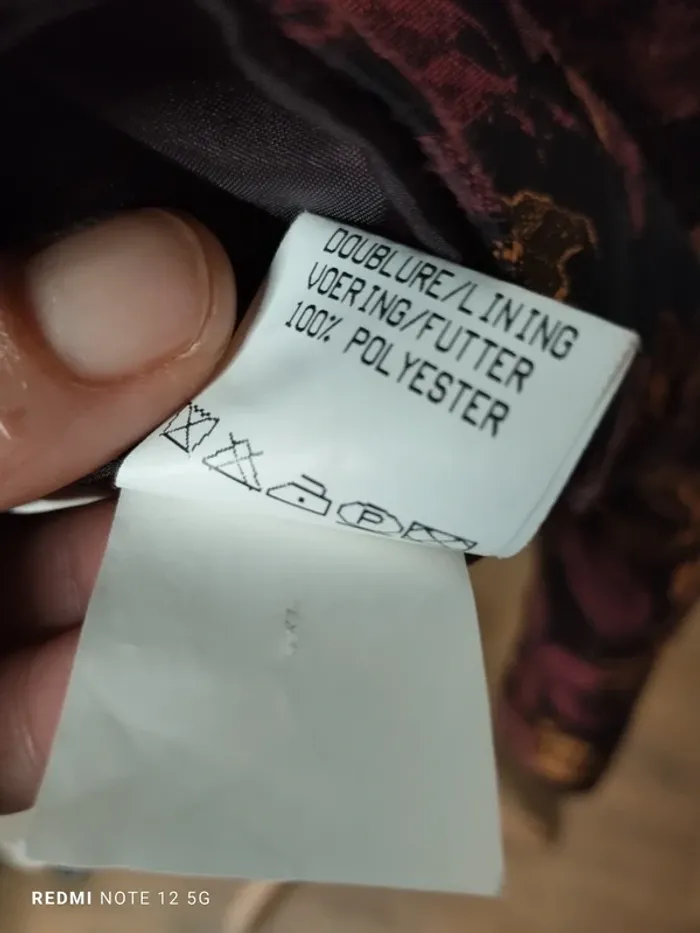 DOUBLURE/LINING
VOERING/FUTTER
100% POLYESTER
P
REDMI NOTE 12 5G